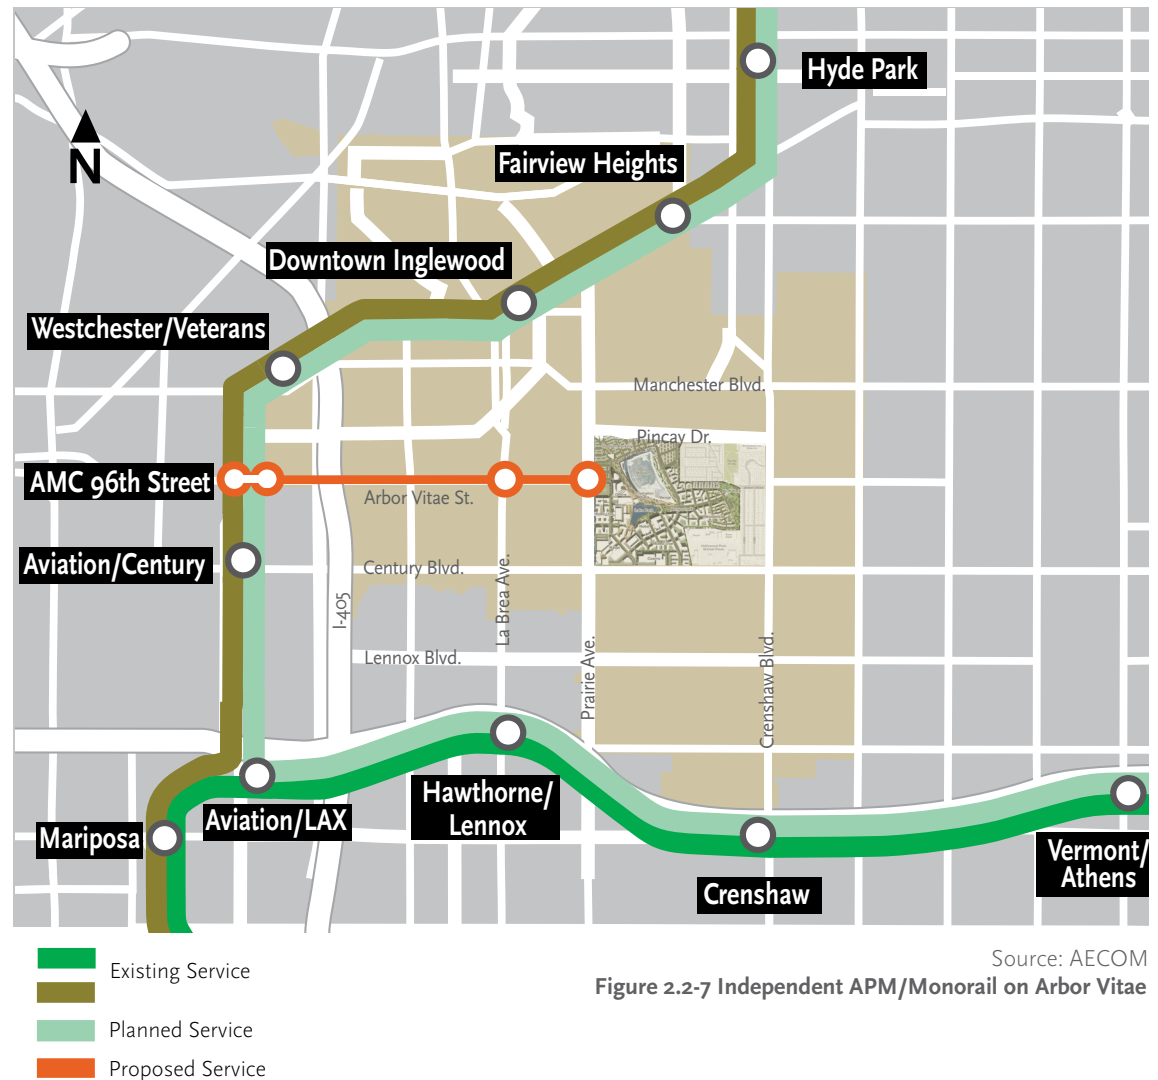 Hyde Park
N
Fairview Heights
Downtown Inglewood
Westchester/Veterans
Manchester Blvd.
Pincay Dr.
AMC 96th Street
Arbor Vitae St.
Aviation/Century
Century Blvd.
La Brea Ave.
I-405
Lennox Blvd.
Prairie Ave.
Crenshaw Blvd.
Hawthorne/
Lennox
Aviation/LAX
Mariposa
Vermont/
Athens
Crenshaw
Existing Service
Planned Service
Proposed Service
Source: AECOM
Figure 2.2-7 Independent APM/Monorail on Arbor Vitae